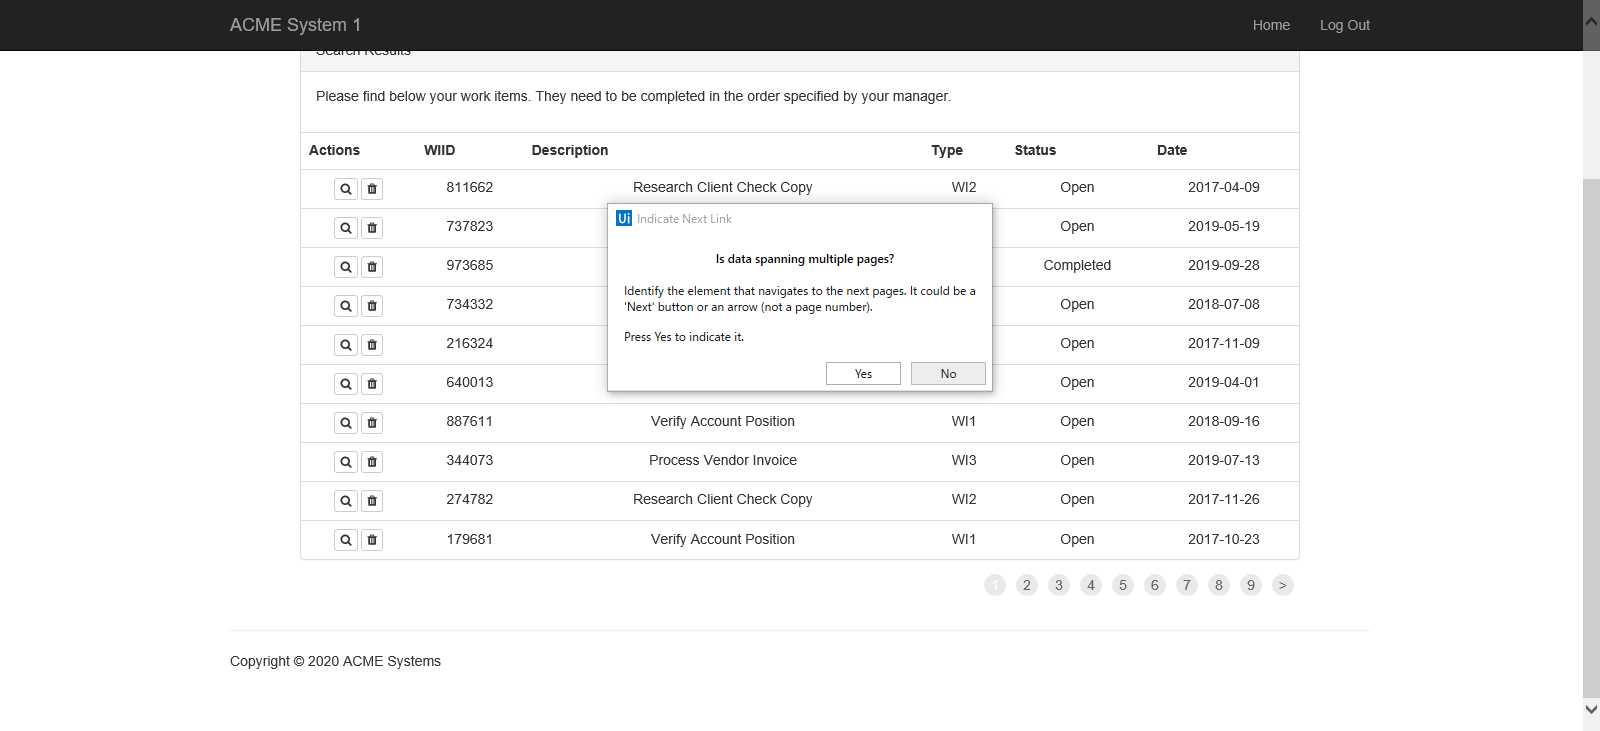 ACME System 1 Home Log Out
Search Results
Please find below your work items. They need to be completed in the order specified by your manager.
Actions WIID Description Type Status Date
811662 Research Client Check Copy WI2 Open 2017-04-09
737823 Open 2019-05-19
973685 Completed 2019-09-28
734332 Open 2018-07-08
216324 Open 2017-11-09
640013 Open 2019-04-01
887611 Verify Account Position WI1 Open 2018-09-16
344073 Process Vendor Invoice WI3 Open 2019-07-13
274782 Research Client Check Copy WI2 Open 2017-11-26
179681 Verify Account Position WI1 Open 2017-10-23
Ui Indicate Next Link
Is data spanning multiple pages?
Identify the element that navigates to the next pages. It could be a
'Next' button or an arrow (not a page number).
Press Yes to indicate it.
Yes No
1 2 3 4 5 6 7 8 9 >
Copyright © 2020 ACME Systems